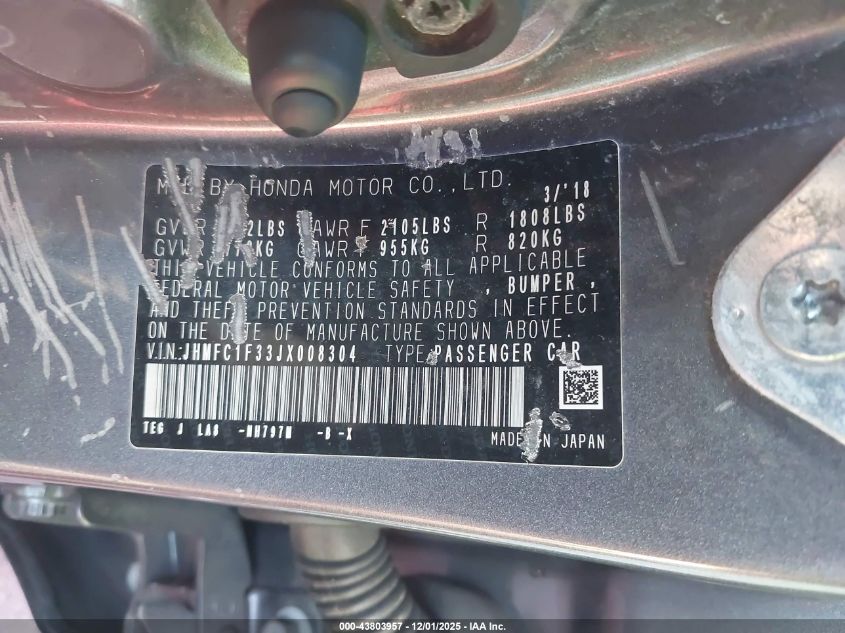 BY HONDA MOTOR CO.,LTD. 3/'18
2105LBS R 1808LBS
955KG R 820KG
THIS VEHICLE CONFORMS TO ALL APPLICABLE
FEDERAL MOTOR VEHICLE SAFETY , BUMPER ,
AND THEFT PREVENTION STANDARDS IN EFFECT
ON THE DATE OF MANUFACTURE SHOWN ABOVE.
V.I.N:JHMFC1F33JX008304 TYPE:PASSENGER CAR
TEG J LA8 -NH797M -B -X
MADE IN JAPAN
000-43803957 - 12/01/2025 - IAA Inc.